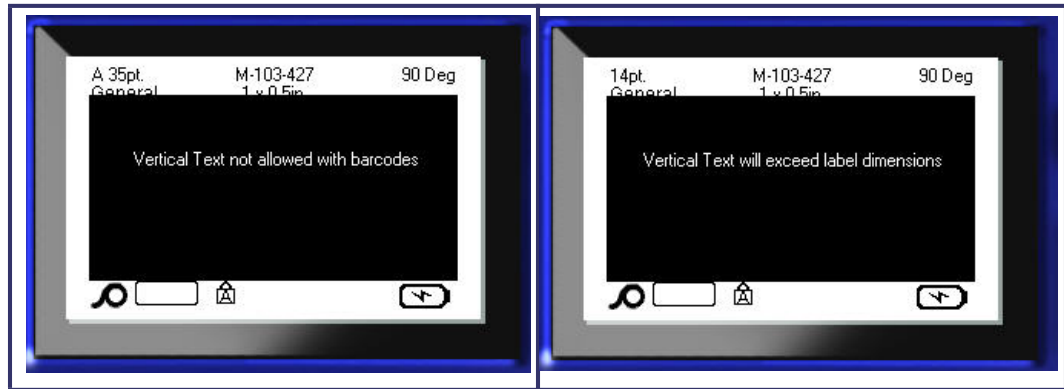 A 35pt. M-103-427 90 Deg
General 1 x 0.5in
Vertical Text not allowed with barcodes
A
14pt. M-103-427 90 Deg
General 1 x 0.5in
Vertical Text will exceed label dimensions
A